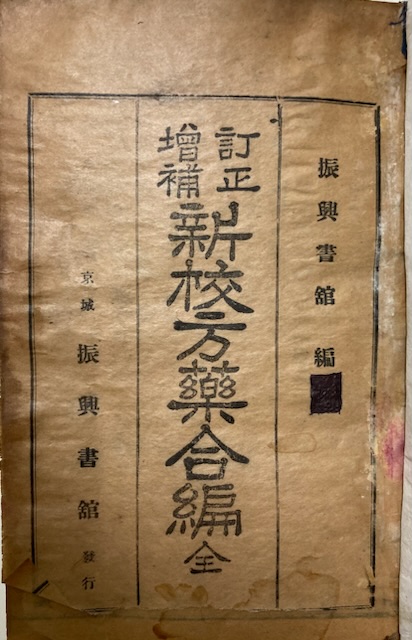 振興書舘 編
訂正
增補
新校方藥合編 全
京城 振興書舘 發行